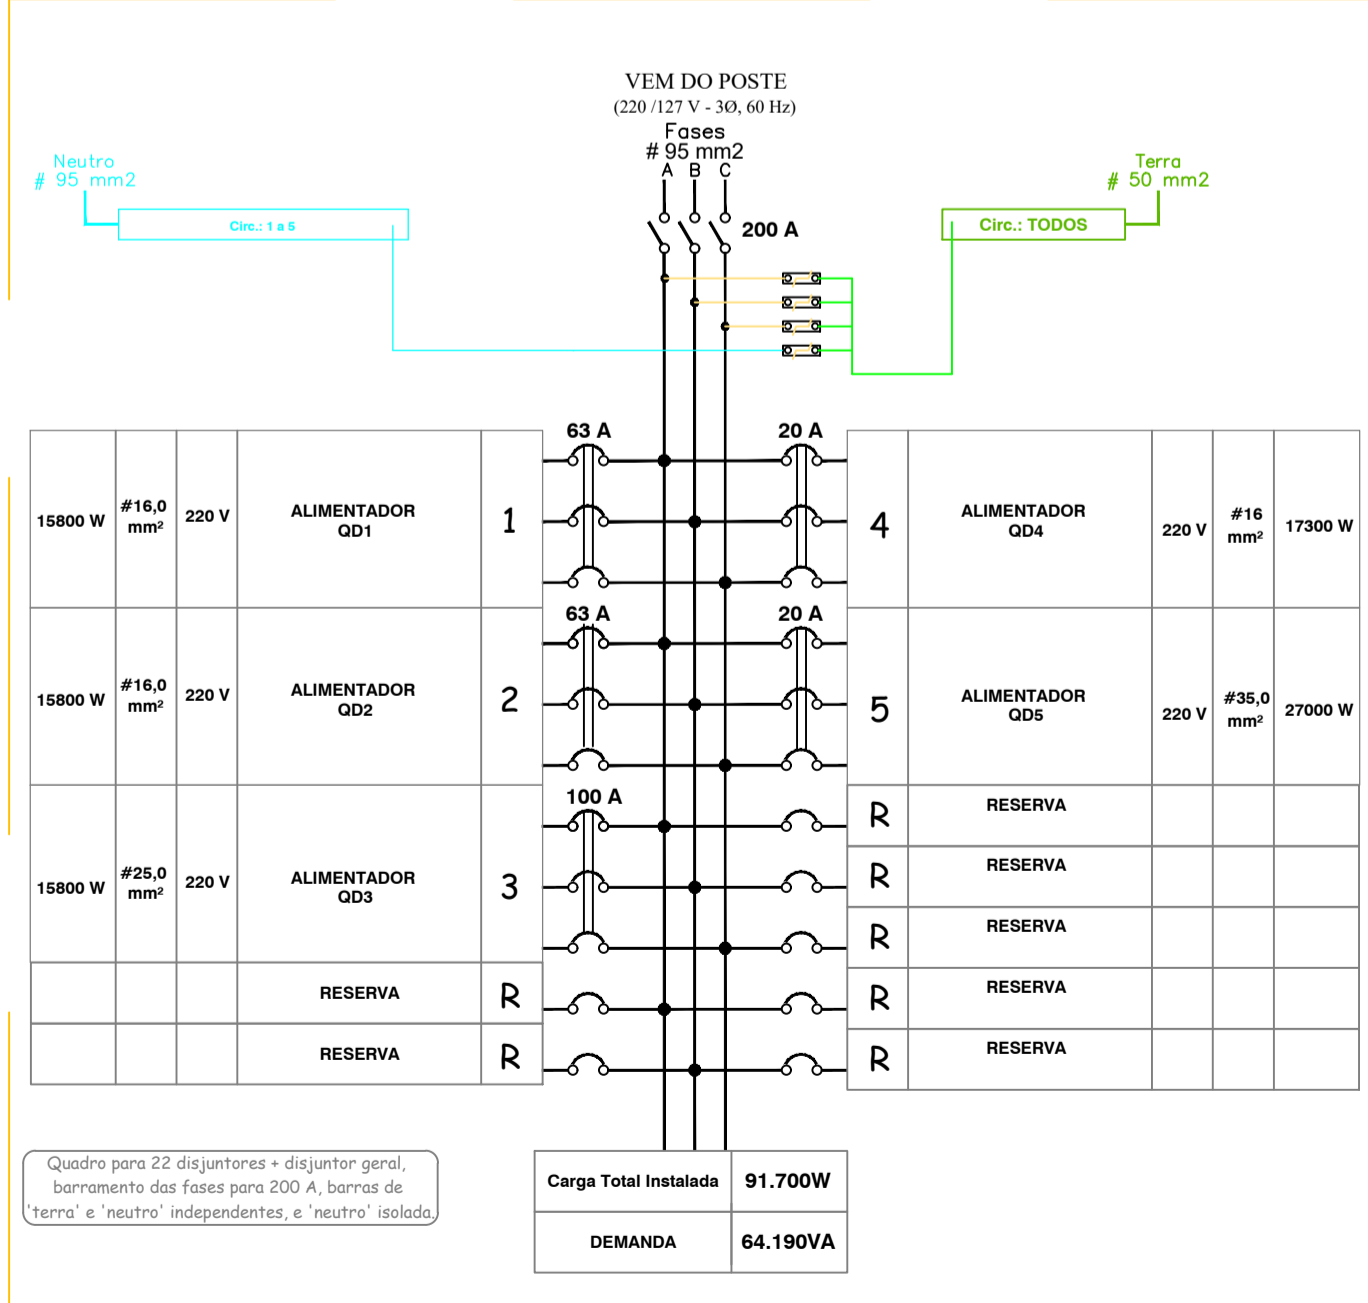 VEM DO POSTE
(220 /127 V - 3Ø, 60 Hz)
Fases
# 95 mm2
A B C
Neutro
# 95 mm2
Circ.: 1 a 5
200 A
Terra
# 50 mm2
Circ.: TODOS
63 A
15800 W
#16,0
mm²
220 V
ALIMENTADOR
QD1
1
20 A
4
ALIMENTADOR
QD4
220 V
#16
mm²
17300 W
63 A
15800 W
#16,0
mm²
220 V
ALIMENTADOR
QD2
2
20 A
5
ALIMENTADOR
QD5
220 V
#35,0
mm²
27000 W
100 A
15800 W
#25,0
mm²
220 V
ALIMENTADOR
QD3
3
R RESERVA
R RESERVA
R RESERVA
RESERVA R
R RESERVA
RESERVA R
R RESERVA
Quadro para 22 disjuntores + disjuntor geral,
barramento das fases para 200 A, barras de
'terra' e 'neutro' independentes, e 'neutro' isolada.
Carga Total Instalada 91.700W
DEMANDA 64.190VA